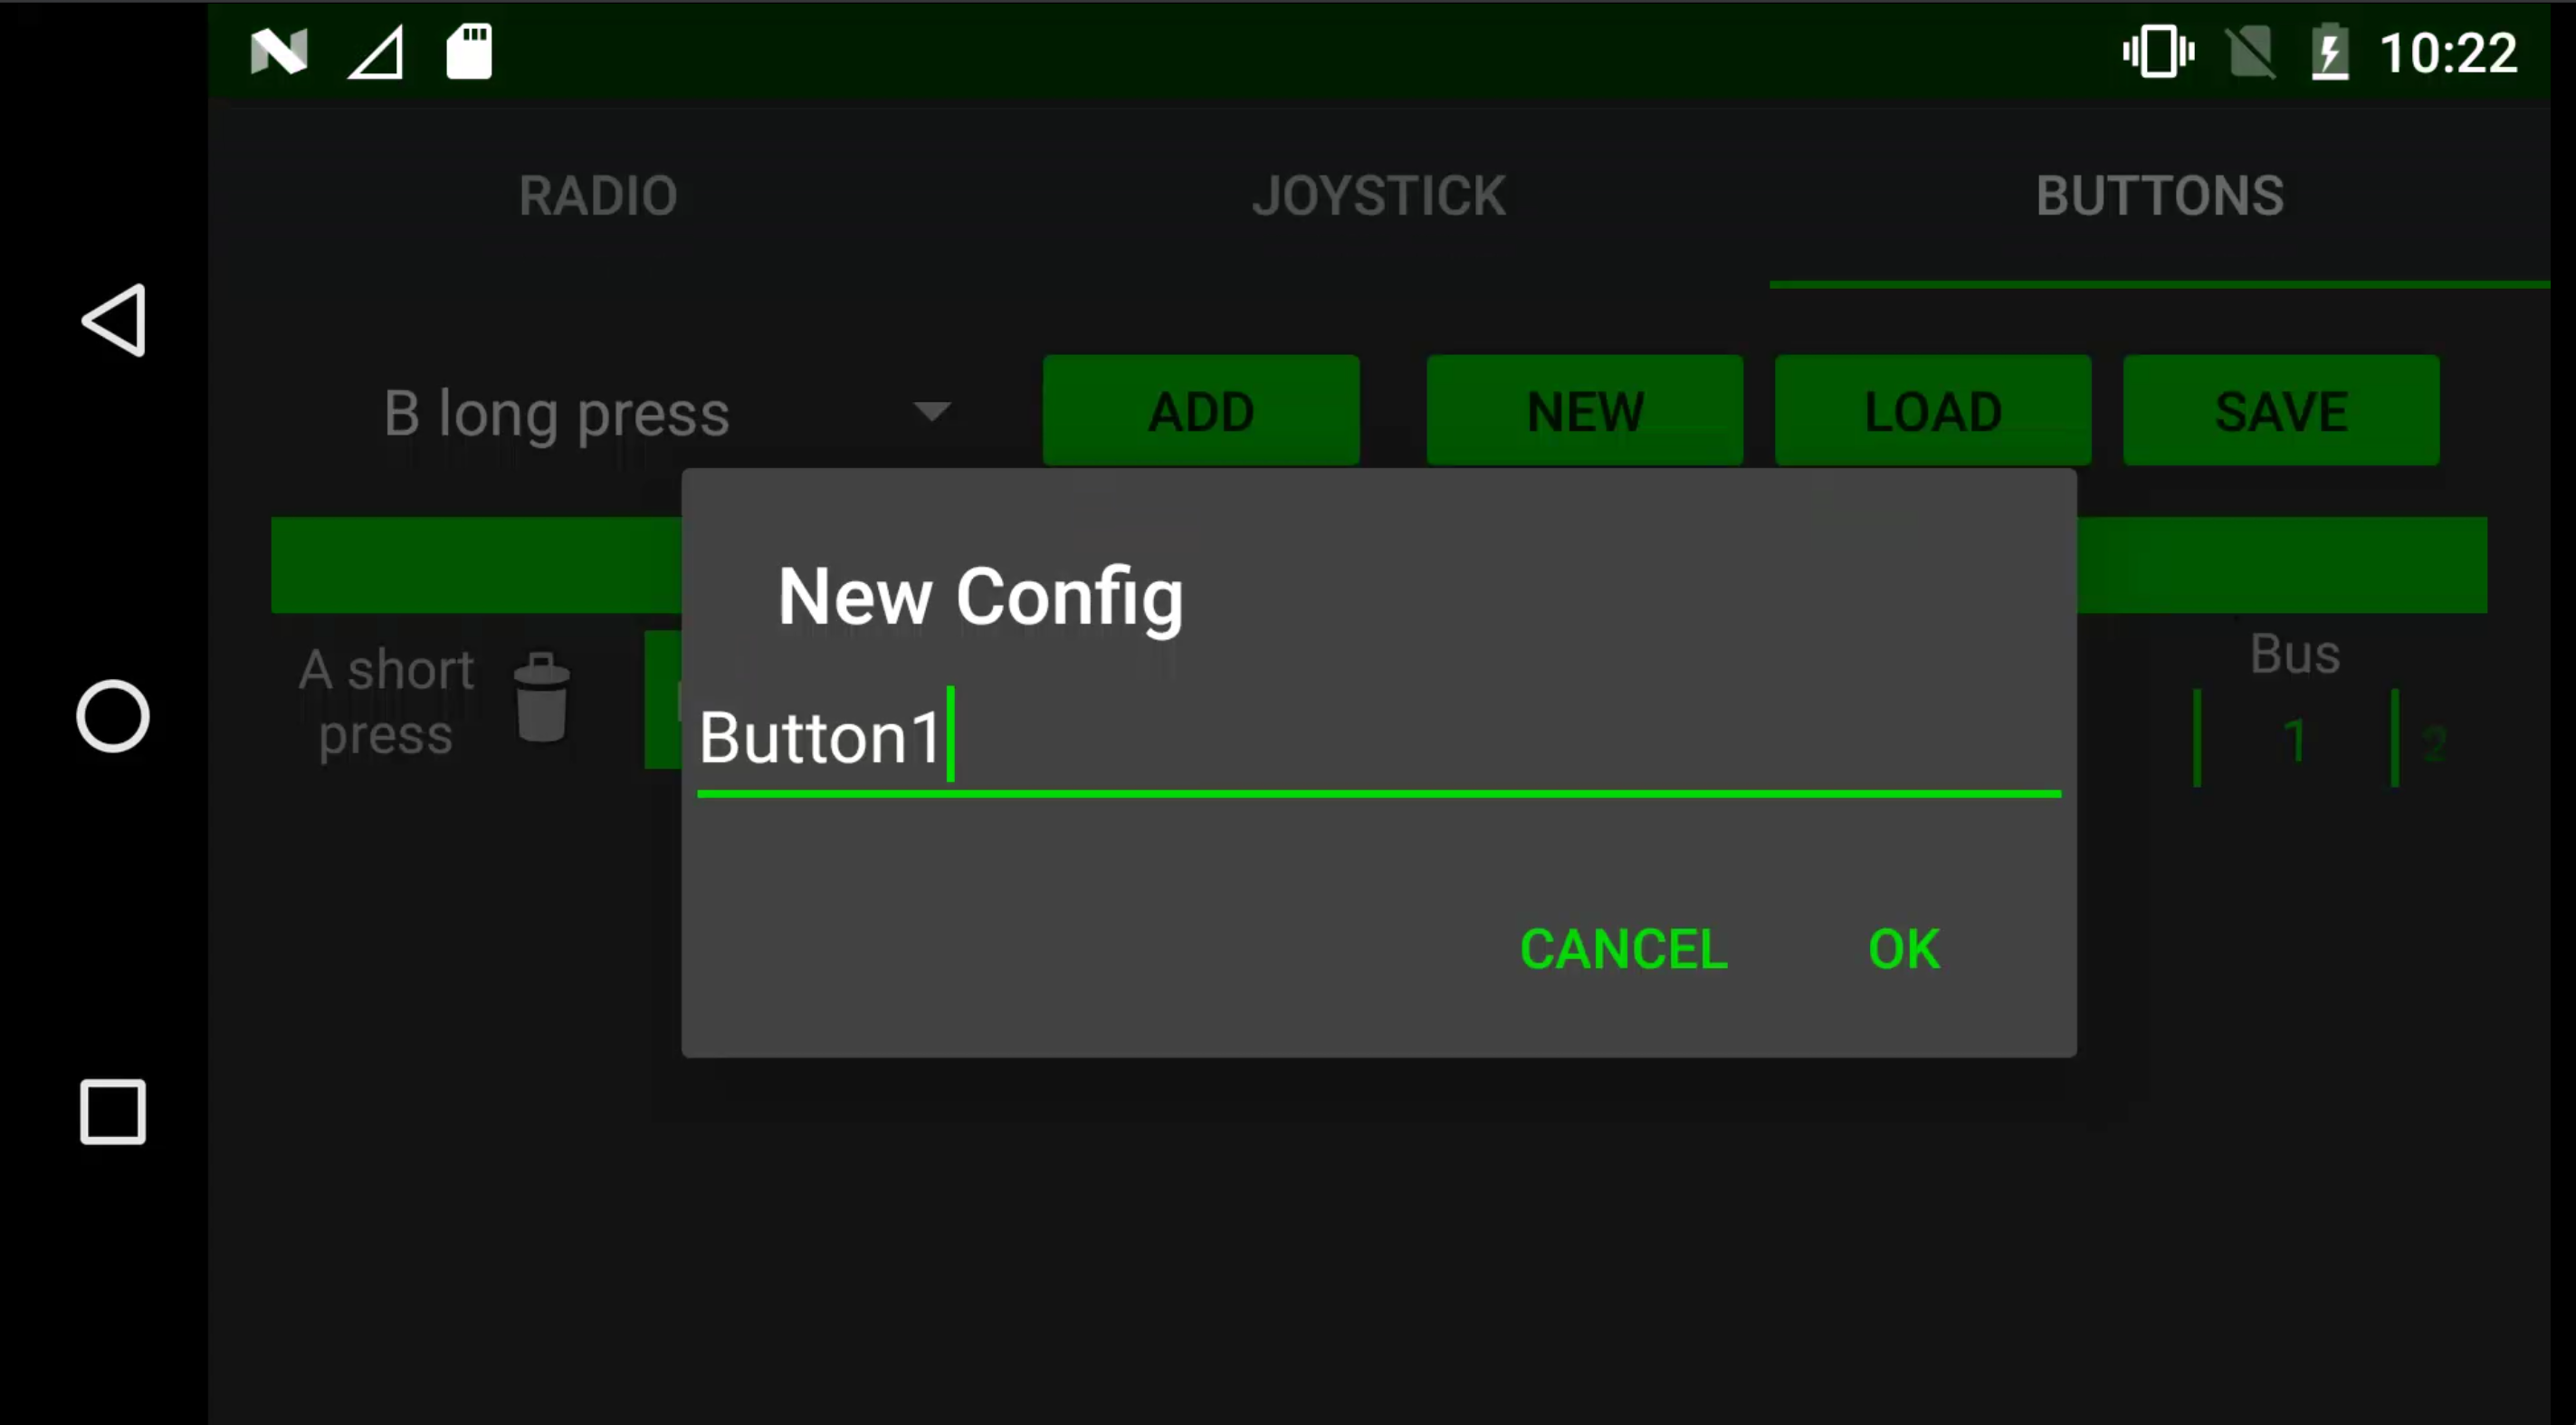 10:22
RADIO JOYSTICK BUTTONS
B long press ADD NEW LOAD SAVE
New Config
A short
press
Button1
Bus
1 2
CANCEL OK